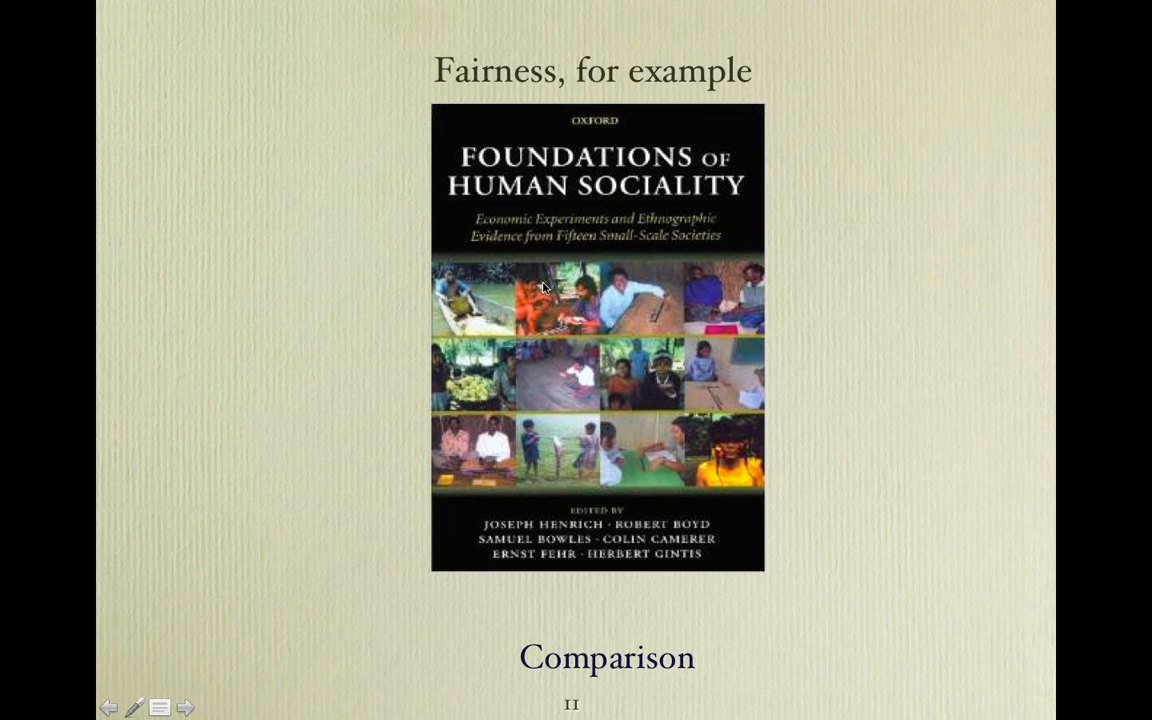 Fairness, for example
OXFORD
FOUNDATIONS OF
HUMAN SOCIALITY
Economic Experiments and Ethnographic
Evidence from Fifteen Small-Scale Societies
EDITED BY
JOSEPH HENRICH · ROBERT BOYD
SAMUEL BOWLES · COLIN CAMERER
ERNST FEHR · HERBERT GINTIS
Comparison
11